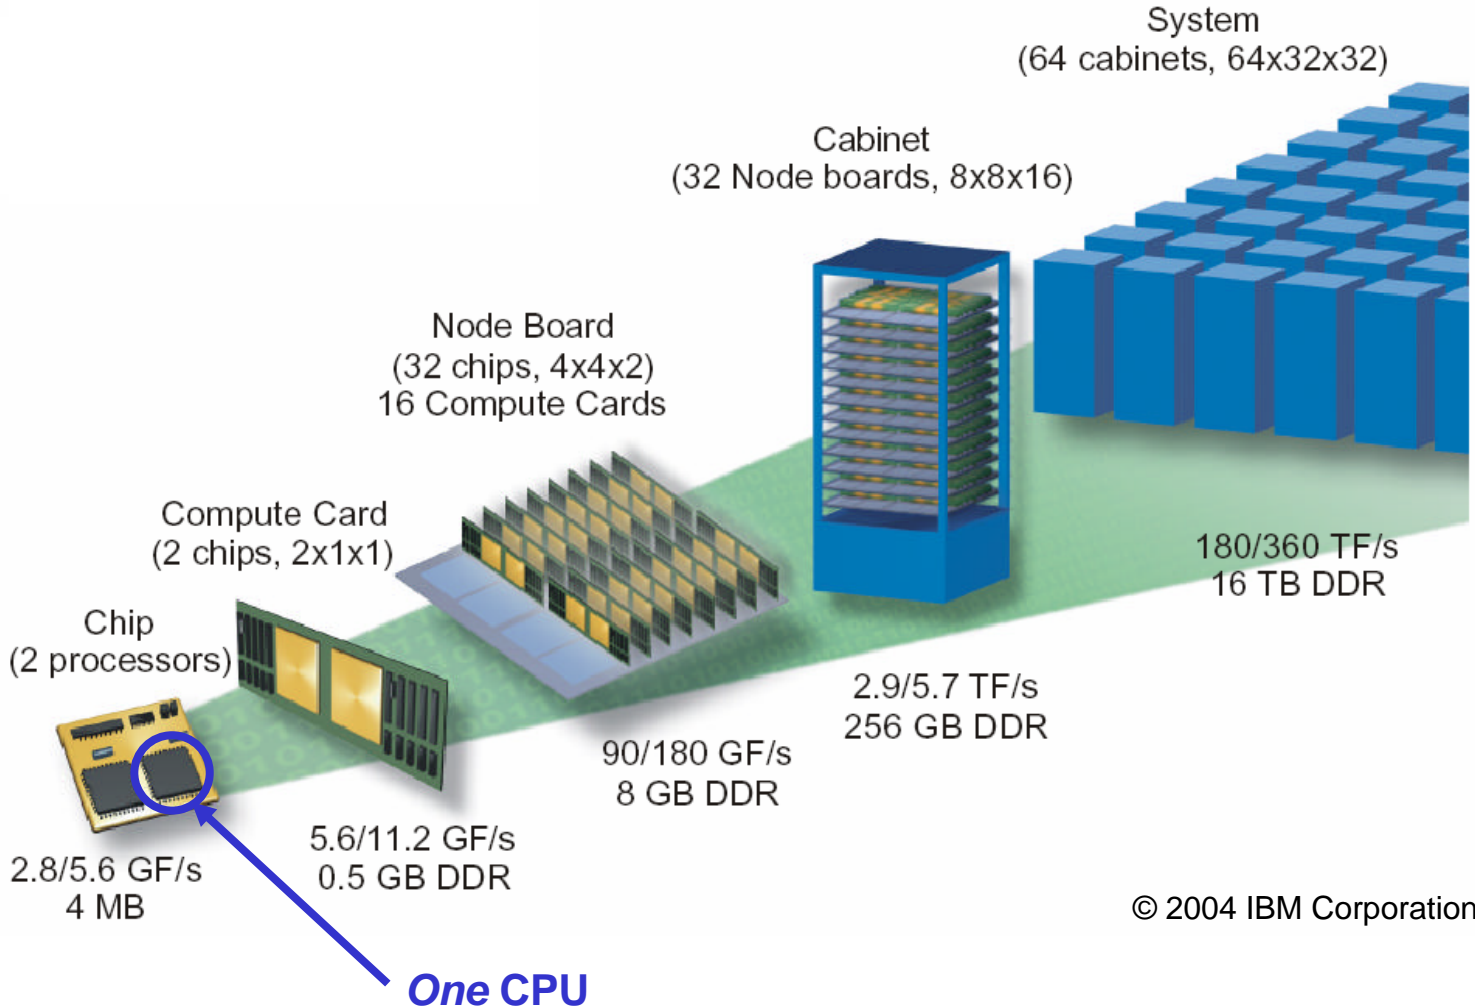 System
(64 cabinets, 64x32x32)
Cabinet
(32 Node boards, 8x8x16)
Node Board
(32 chips, 4x4x2)
16 Compute Cards
Compute Card
(2 chips, 2x1x1)
Chip
(2 processors)
180/360 TF/s
16 TB DDR
2.9/5.7 TF/s
256 GB DDR
90/180 GF/s
8 GB DDR
5.6/11.2 GF/s
0.5 GB DDR
2.8/5.6 GF/s
4 MB
© 2004 IBM Corporation
One CPU